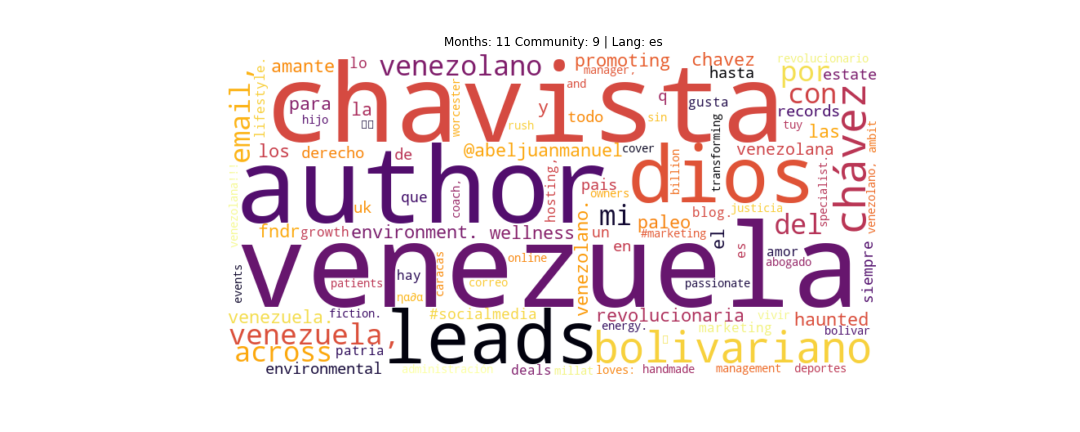 Months: 11 Community: 9 | Lang: es
amante lo venezolano promoting chavez revolucionario
email, lifestyle. chavista manager. and hasta por estate
para la worcester y todo q gusta con records chávez
hijo rush sin cover transforming tuy las ambit
los derecho de @abeljuanmanuel dios venezolana
author que coach. hosting, pais owners billion specialist. venezolano.
uk mi paleo blog. justicia del
venezolana!!! fndr growth environment. wellness un en #marketing el es amor siempre
venezuela hay caracas online venezolano. abogado
events patients ηα∂α correo passionate
venezuela. fiction. #socialmedia revolucionaria vivir haunted
venezuela, leads energy. marketing bolivar
across patria bolivariano
environmental administracion deals millat loves: handmade management deportes